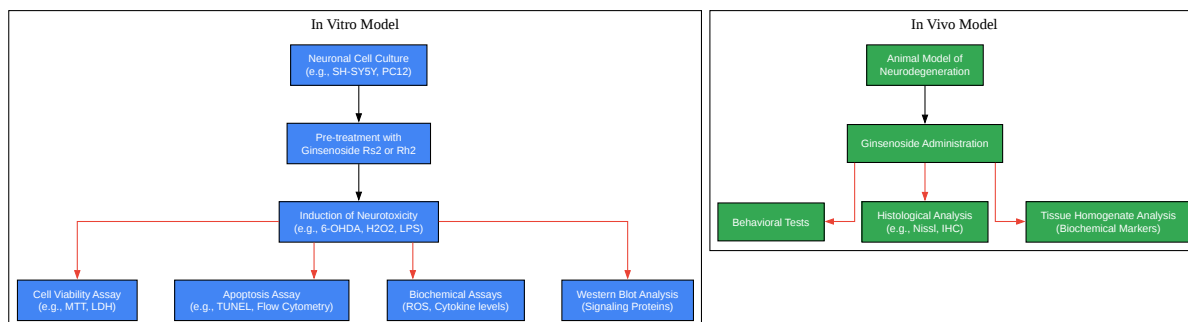 In Vitro Model
Neuronal Cell Culture
(e.g., SH-SY5Y, PC12)
Pre-treatment with
Ginsenoside Rs2 or Rh2
Induction of Neurotoxicity
(e.g., 6-OHDA, H2O2, LPS)
Cell Viability Assay
(e.g., MTT, LDH)
Apoptosis Assay
(e.g., TUNEL, Flow Cytometry)
Biochemical Assays
(ROS, Cytokine levels)
Western Blot Analysis
(Signaling Proteins)
In Vivo Model
Animal Model of
Neurodegeneration
Ginsenoside Administration
Behavioral Tests
Histological Analysis
(e.g., Nissl, IHC)
Tissue Homogenate Analysis
(Biochemical Markers)